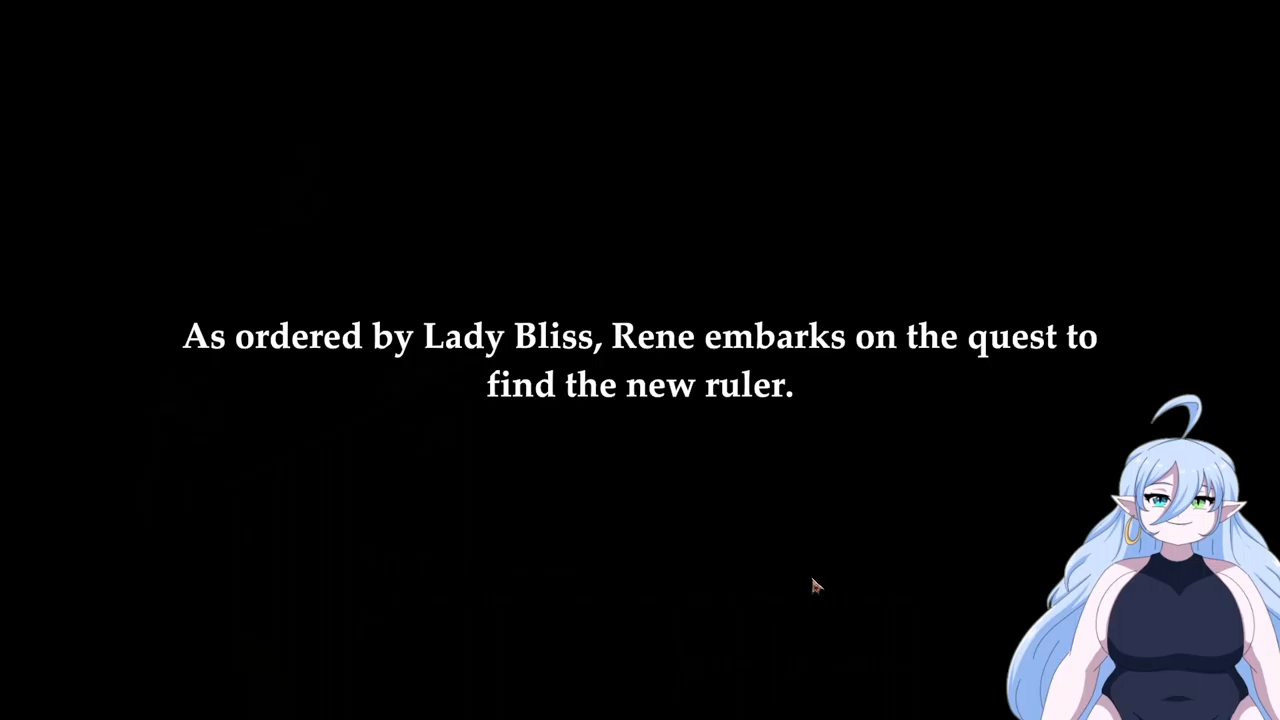 As ordered by Lady Bliss, Rene embarks on the quest to
find the new ruler.